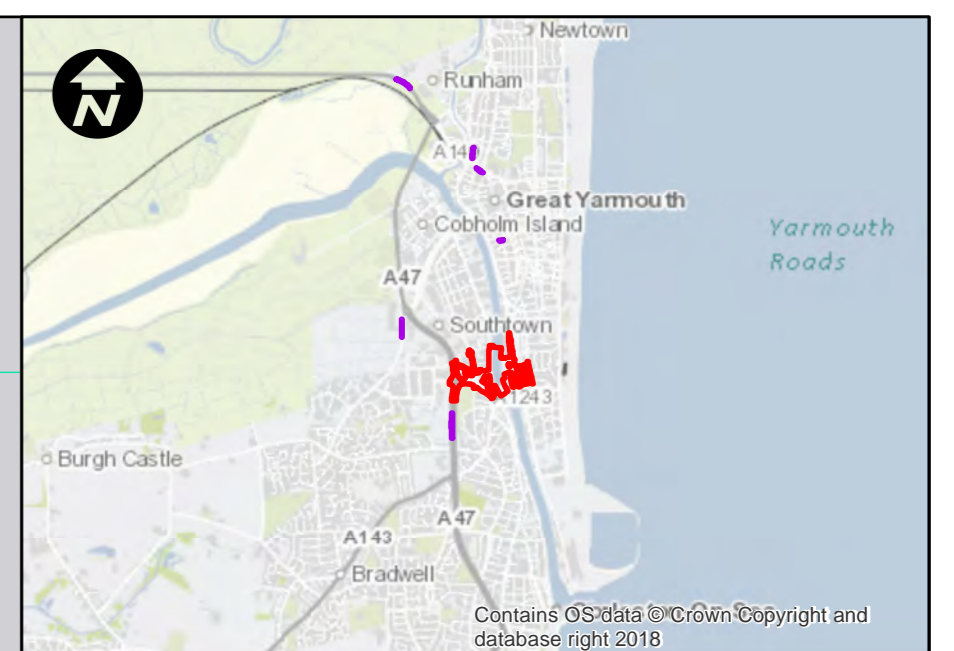 Newtown
N
Runham
A149
Great Yarmouth
Cobholm Island
Yarmouth
Roads
A47
Southtown
1243
Burgh Castle
A47
A143
Bradwell
Contains OS data © Crown Copyright and
database right 2018